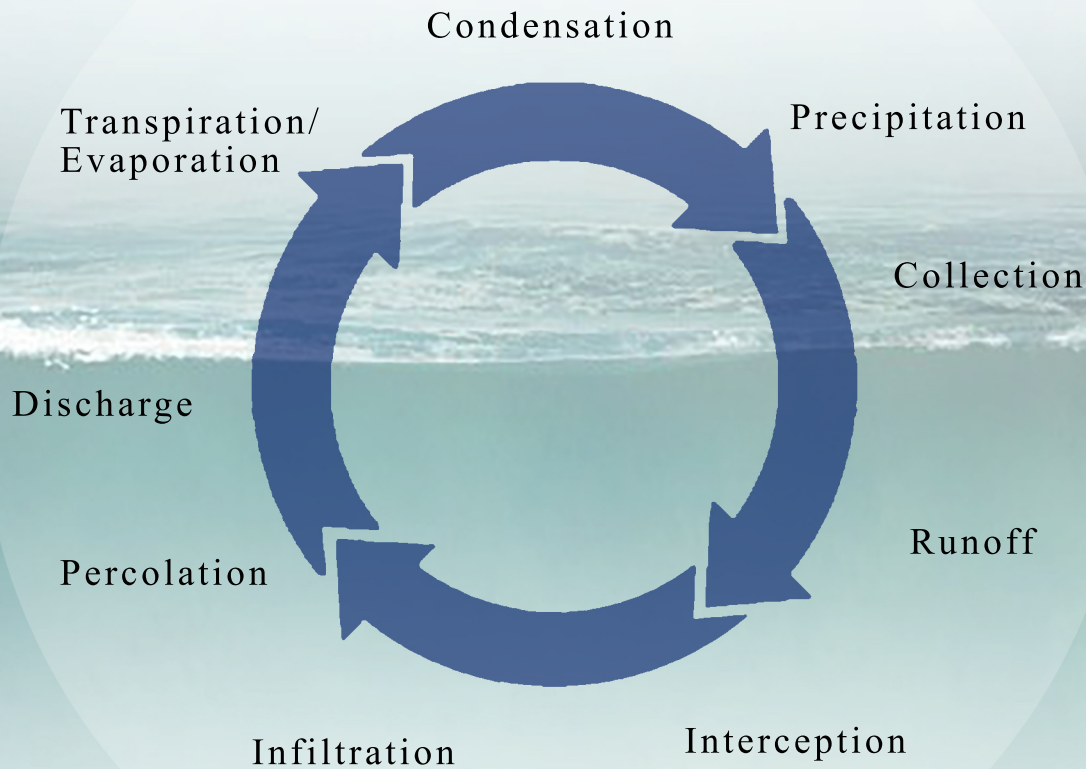 Condensation
Transpiration/
Evaporation
Precipitation
Collection
Discharge
Runoff
Percolation
Interception
Infiltration